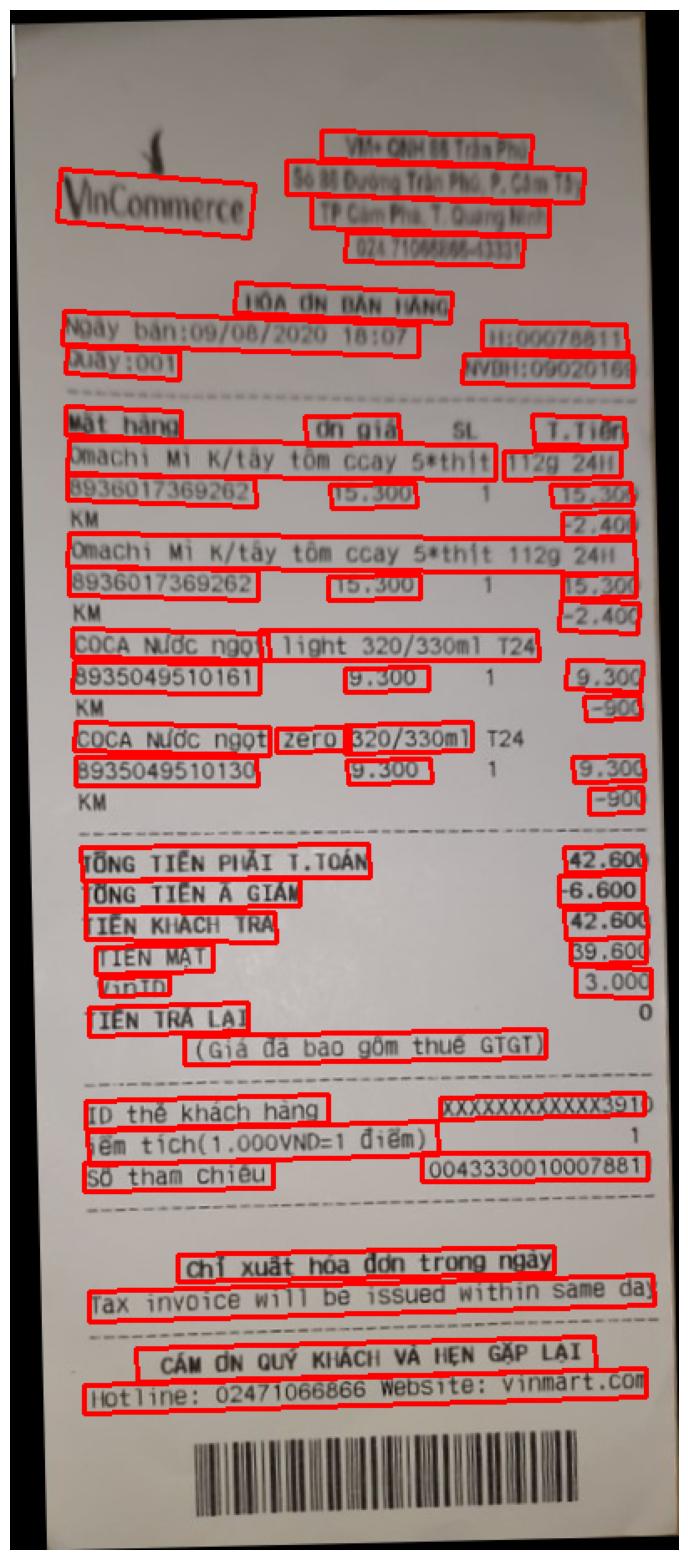 VinCommerce
VM+ QNH 88 Trần Phú
Số 88 Đường Trần Phú, P. Cẩm Tây
TP Cẩm Phả, T. Quảng Ninh
024.71066866-43331
HÓA ƠN BÁN HÀNG
Ngày bán:09/08/2020 18:07 H:00078811
Quầy:001 NVBH:09020169
Mặt hàng ơn giá SL T.Tiền
Omachi Mì K/tây tôm ccay 5*thit 112g 24H
8936017369262 15.300 1 15.300
KM -2.400
Omachi Mì K/tây tôm ccay 5*thit 112g 24H
8936017369262 15.300 1 15.300
KM -2.400
COCA Nước ngọt light 320/330ml T24
8935049510161 9.300 1 9.300
KM -900
COCA Nước ngọt zero 320/330ml T24
8935049510130 9.300 1 9.300
KM -900
TỔNG TIỀN PHẢI T.TOÁN 42.600
TỔNG TIỀN Ã GIẢM -6.600
TIỀN KHÁCH TRẢ 42.600
TIỀN MẶT 39.600
VinID 3.000
TIỀN TRẢ LẠI 0
(Giá đã bao gồm thuế GTGT)
ID thẻ khách hàng XXXXXXXXXXXX3910
iểm tích(1.000VND=1 điểm) 1
Số tham chiếu 0043330010007881
Chỉ xuất hóa đơn trong ngày
Tax invoice will be issued within same day
CÁM ƠN QUÝ KHÁCH VÀ HẸN GẶP LẠI
Hotline: 02471066866 Website: vinmart.com